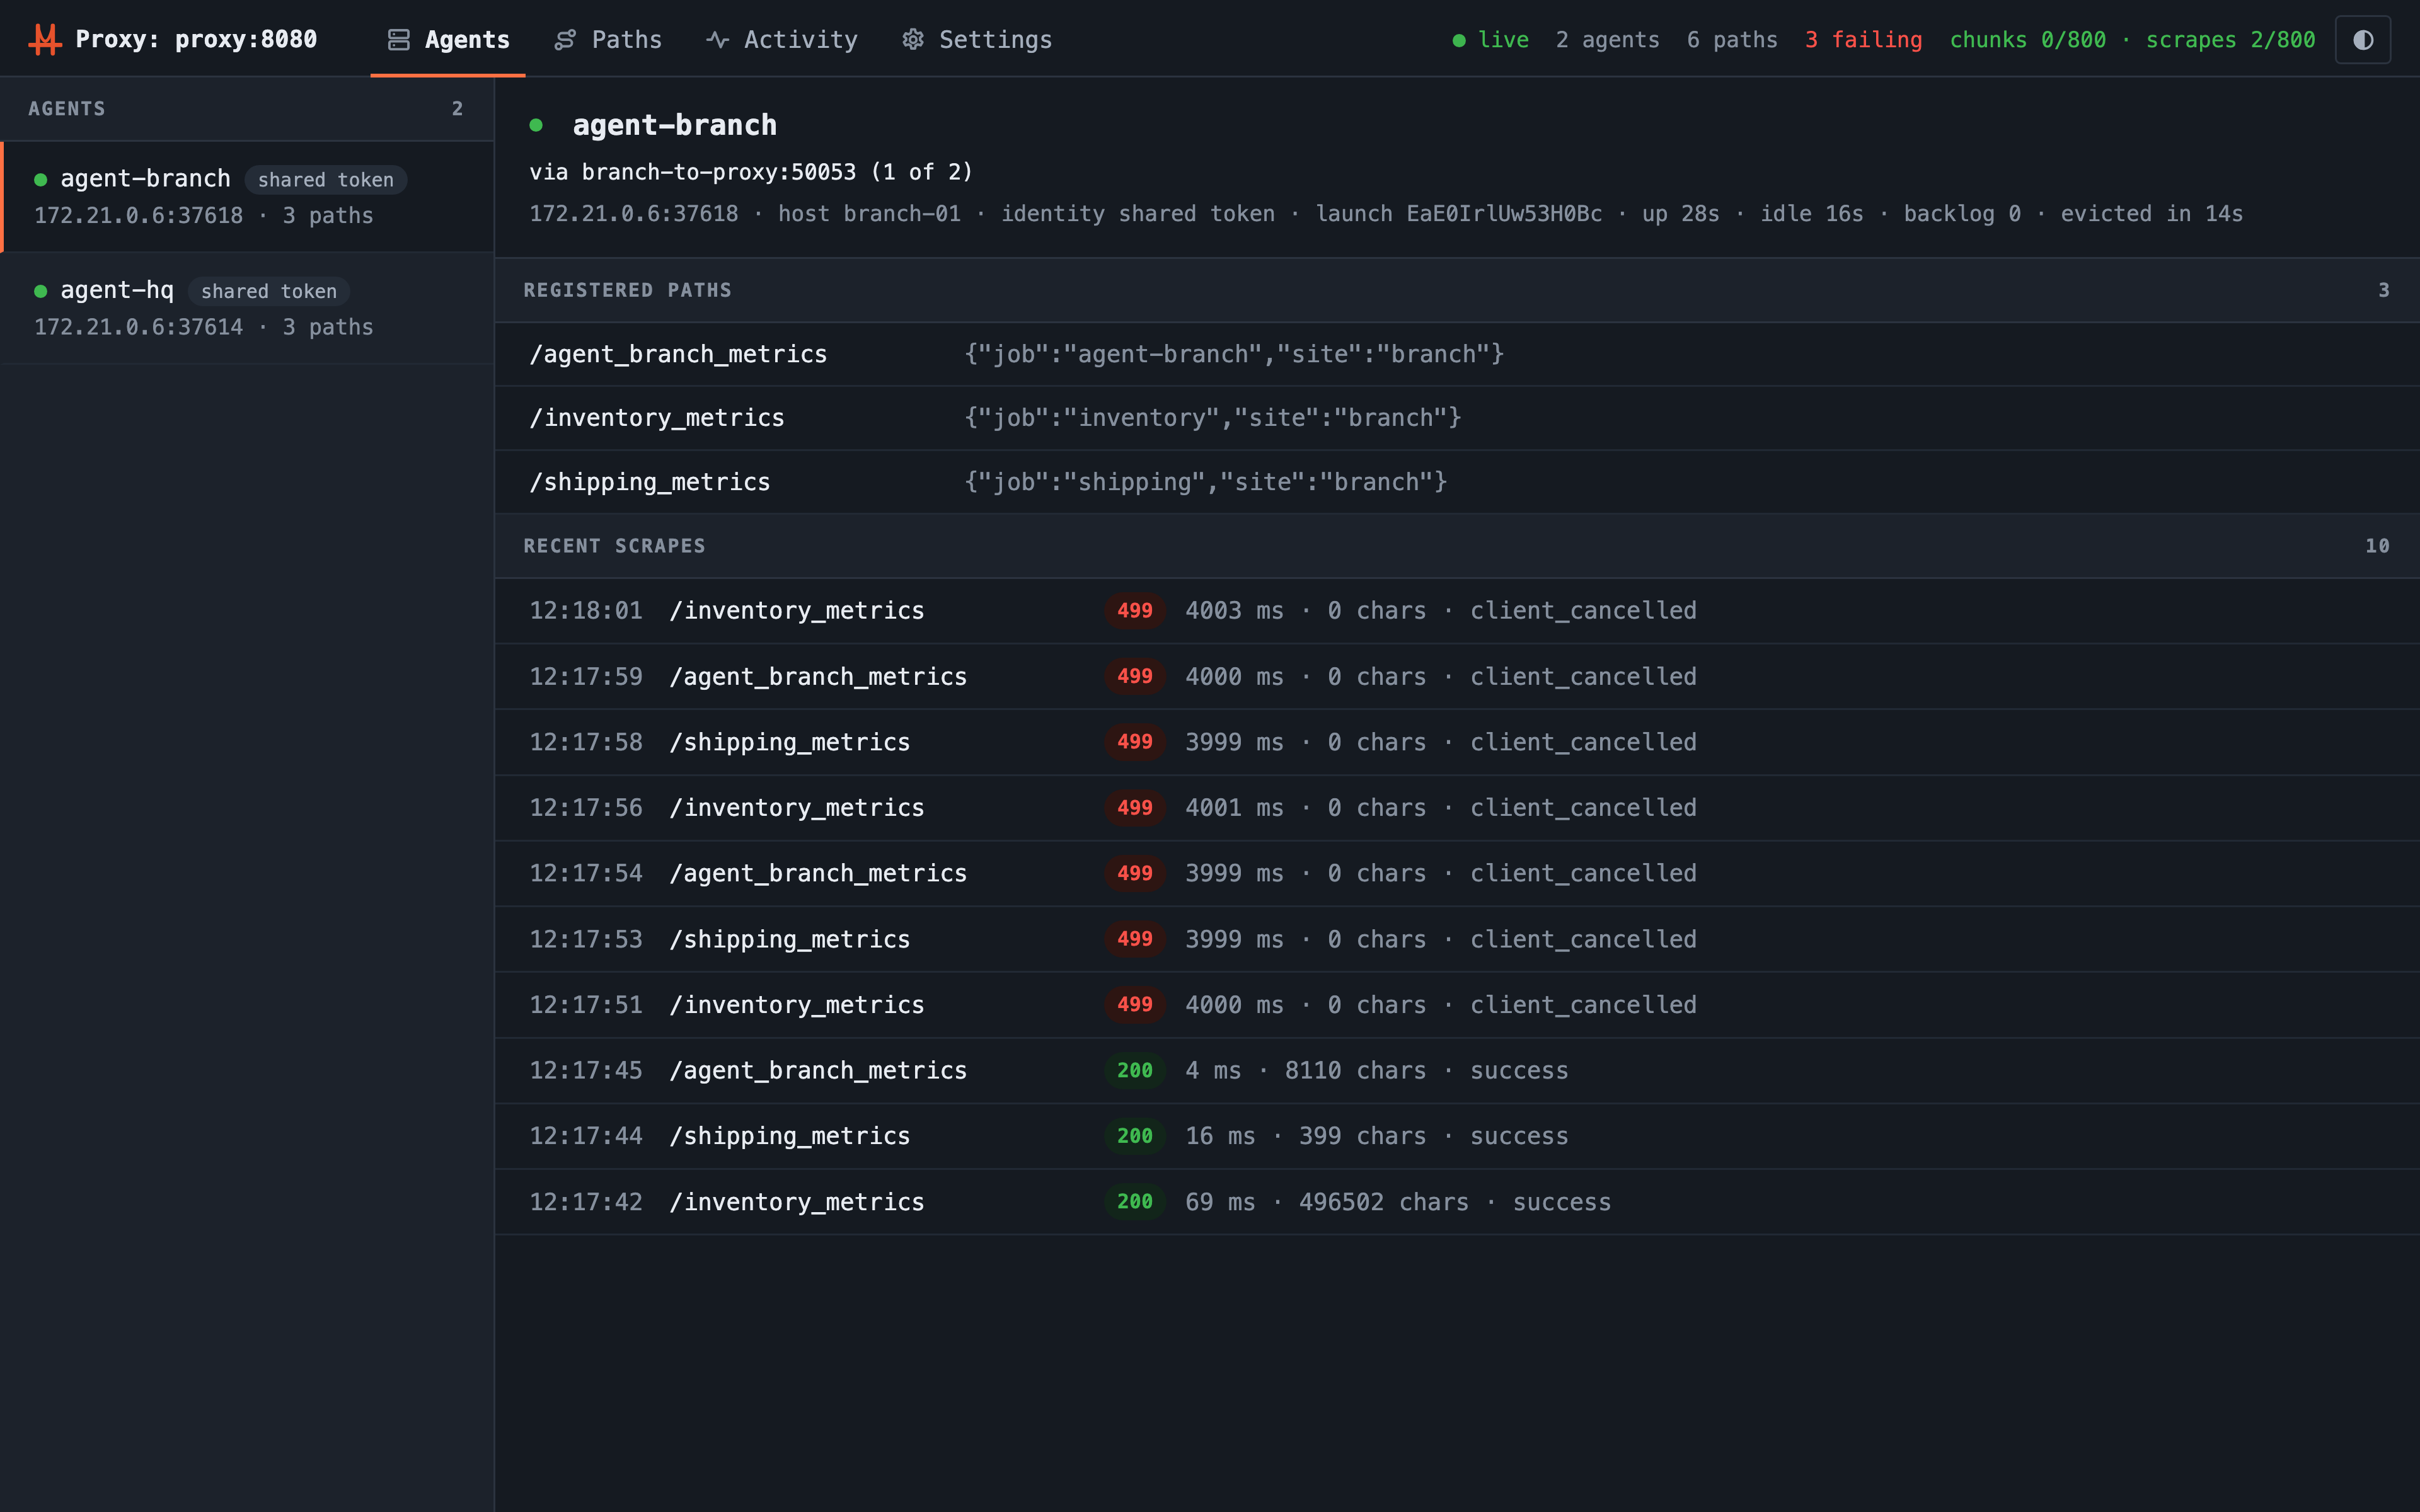 Proxy: proxy:8080 Agents Paths Activity Settings live 2 agents 6 paths 3 failing chunks 0/800 · scrapes 2/800
AGENTS 2
agent-branch shared token
172.21.0.6:37618 · 3 paths
agent-hq shared token
172.21.0.6:37614 · 3 paths
agent-branch
via branch-to-proxy:50053 (1 of 2)
172.21.0.6:37618 · host branch-01 · identity shared token · launch EaE0IrlUw53H0Bc · up 28s · idle 16s · backlog 0 · evicted in 14s
REGISTERED PATHS 3
/agent_branch_metrics {"job":"agent-branch","site":"branch"}
/inventory_metrics {"job":"inventory","site":"branch"}
/shipping_metrics {"job":"shipping","site":"branch"}
RECENT SCRAPES 10
12:18:01 /inventory_metrics 499 4003 ms · 0 chars · client_cancelled
12:17:59 /agent_branch_metrics 499 4000 ms · 0 chars · client_cancelled
12:17:58 /shipping_metrics 499 3999 ms · 0 chars · client_cancelled
12:17:56 /inventory_metrics 499 4001 ms · 0 chars · client_cancelled
12:17:54 /agent_branch_metrics 499 3999 ms · 0 chars · client_cancelled
12:17:53 /shipping_metrics 499 3999 ms · 0 chars · client_cancelled
12:17:51 /inventory_metrics 499 4000 ms · 0 chars · client_cancelled
12:17:45 /agent_branch_metrics 200 4 ms · 8110 chars · success
12:17:44 /shipping_metrics 200 16 ms · 399 chars · success
12:17:42 /inventory_metrics 200 69 ms · 496502 chars · success